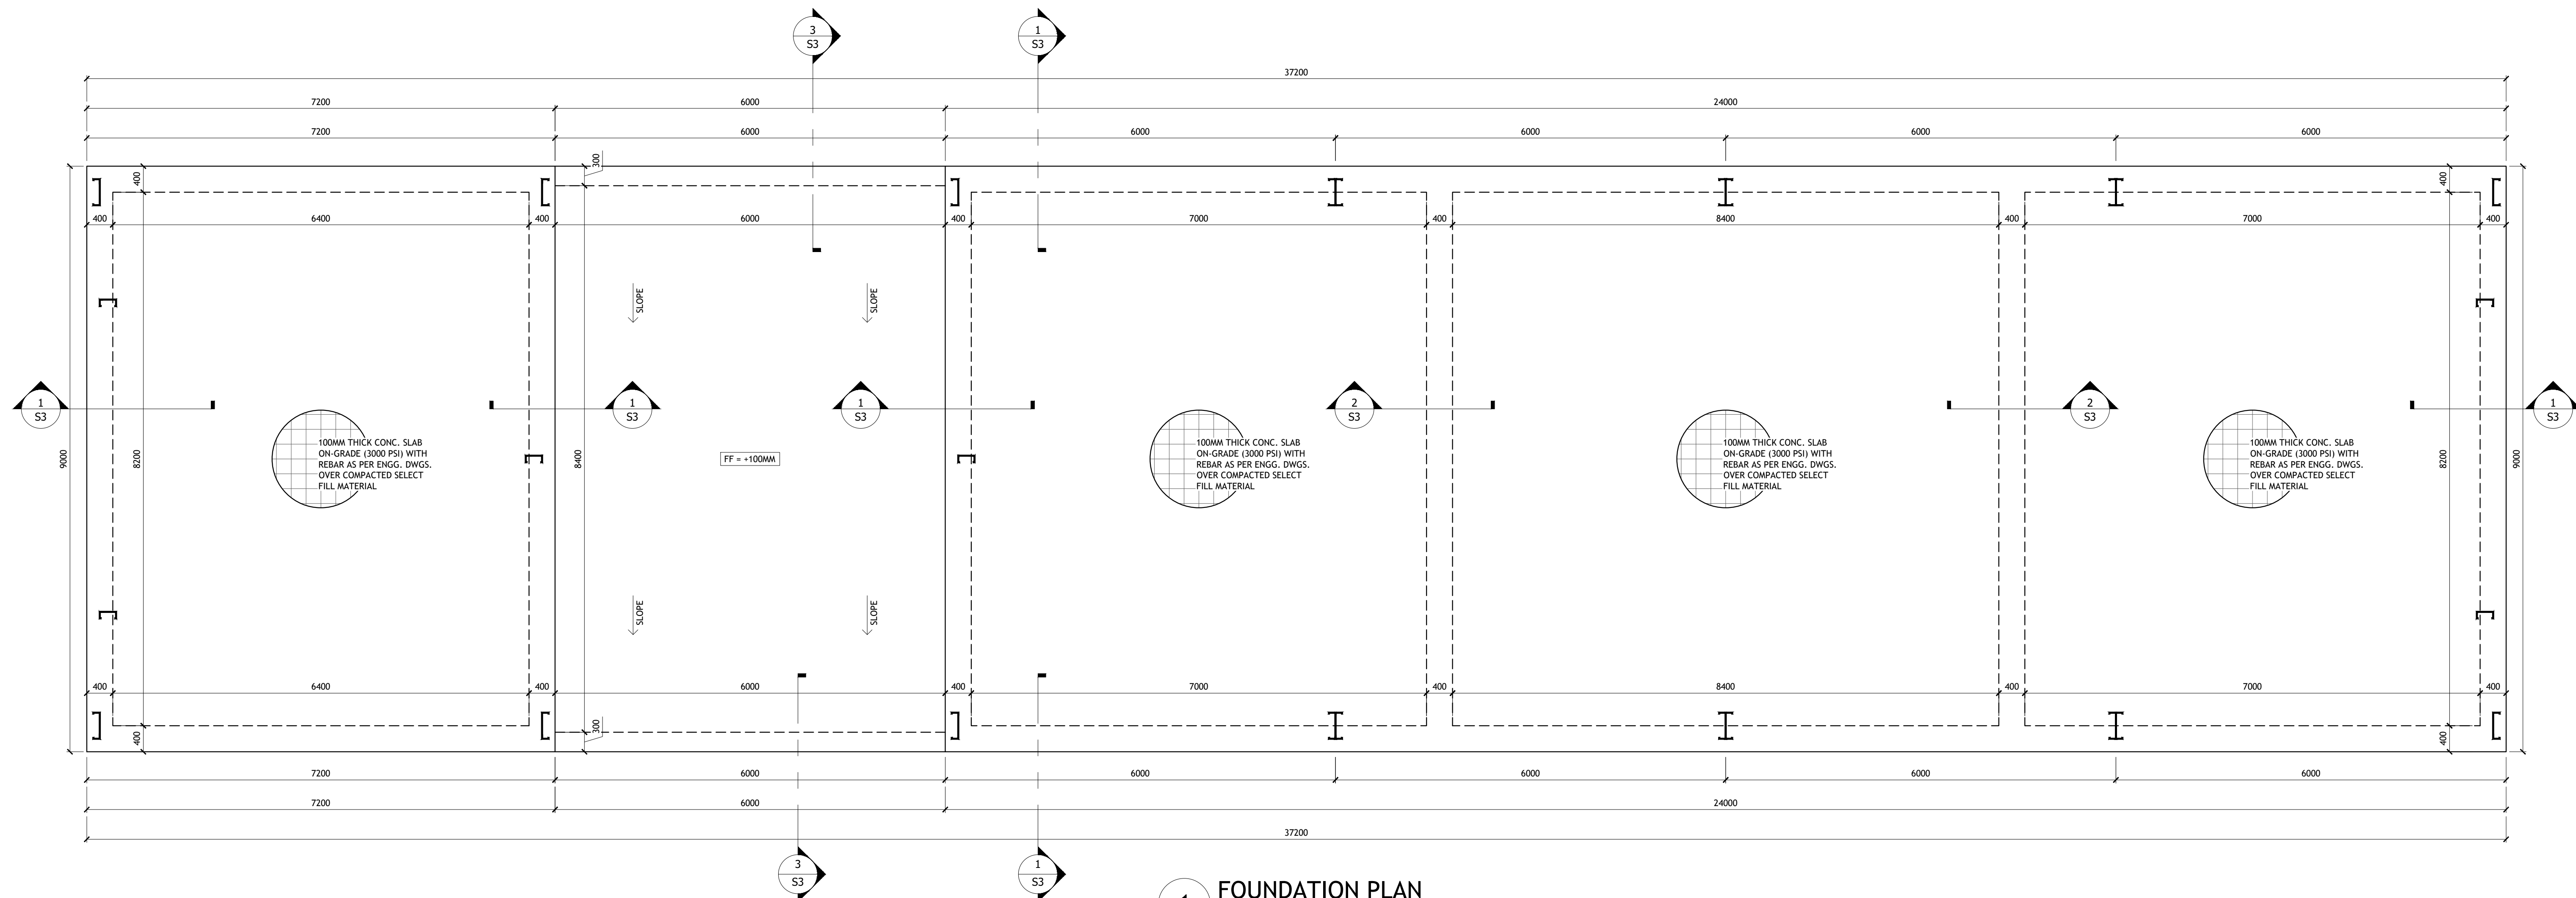 3
S3
1
S3
37200
7200
6000
24000
7200
6000
6000
6000
6000
6000
300
400
400
400
6400
400
6000
400
7000
400
8400
400
7000
400
SLOPE
SLOPE
1
S3
1
S3
1
S3
2
S3
2
S3
1
S3
9000
8200
8400
8200
9000
100MM THICK CONC. SLAB
ON-GRADE (3000 PSI) WITH
REBAR AS PER ENGG. DWGS.
OVER COMPACTED SELECT
FILL MATERIAL
FF = +100MM
100MM THICK CONC. SLAB
ON-GRADE (3000 PSI) WITH
REBAR AS PER ENGG. DWGS.
OVER COMPACTED SELECT
FILL MATERIAL
100MM THICK CONC. SLAB
ON-GRADE (3000 PSI) WITH
REBAR AS PER ENGG. DWGS.
OVER COMPACTED SELECT
FILL MATERIAL
100MM THICK CONC. SLAB
ON-GRADE (3000 PSI) WITH
REBAR AS PER ENGG. DWGS.
OVER COMPACTED SELECT
FILL MATERIAL
SLOPE
SLOPE
400
6400
400
6000
400
7000
400
8400
400
7000
400
400
300
400
7200
6000
6000
6000
6000
6000
7200
6000
24000
37200
3
S3
1
S3
FOUNDATION PLAN